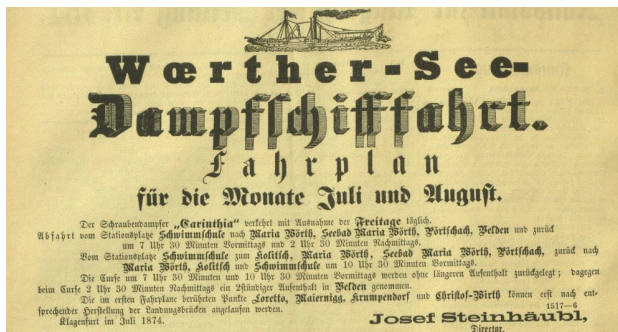 Wœrther-See-
Dampfschifffahrt.
Fahrplan
für die Monate Juli und August.
Der Schraubendampfer „Carinthia“ verkehrt mit Ausnahme der Freitage täglich.
Abfahrt vom Stationsplatze Schwimmschule nach Maria Wörth, Seebad Maria Wörth, Pörtschach, Velden und zurück
um 7 Uhr 30 Minuten Vormittags und 2 Uhr 30 Nachmittags.
Vom Stationsplatze Schwimmschule zum Kolitsch, Maria Wörth, Seebad Maria Wörth, Pörtschach, zurück nach
Maria Wörth, Kolitsch und Schwimmschule um 10 Uhr 30 Minuten Vormittags.
Die Curse um 7 Uhr 30 Minuten und 10 Uhr 30 Minuten Vormittags werden ohne längeren Aufenthalt zurückgelegt; dagegen
beim Curse 2 Uhr 30 Minuten Nachmittags ein 2stündiger Aufenthalt in Velden genommen.
Die im ersten Fahrplane berührten Punkte Loretto, Maiernigg, Krumpendorf und Christof-Wirth können erst nach ent-
sprechender Herstellung der Landungsbrücken angelaufen werden.
1517—6
Klagenfurt im Juli 1874.
Josef Steinhäubl,
Director.